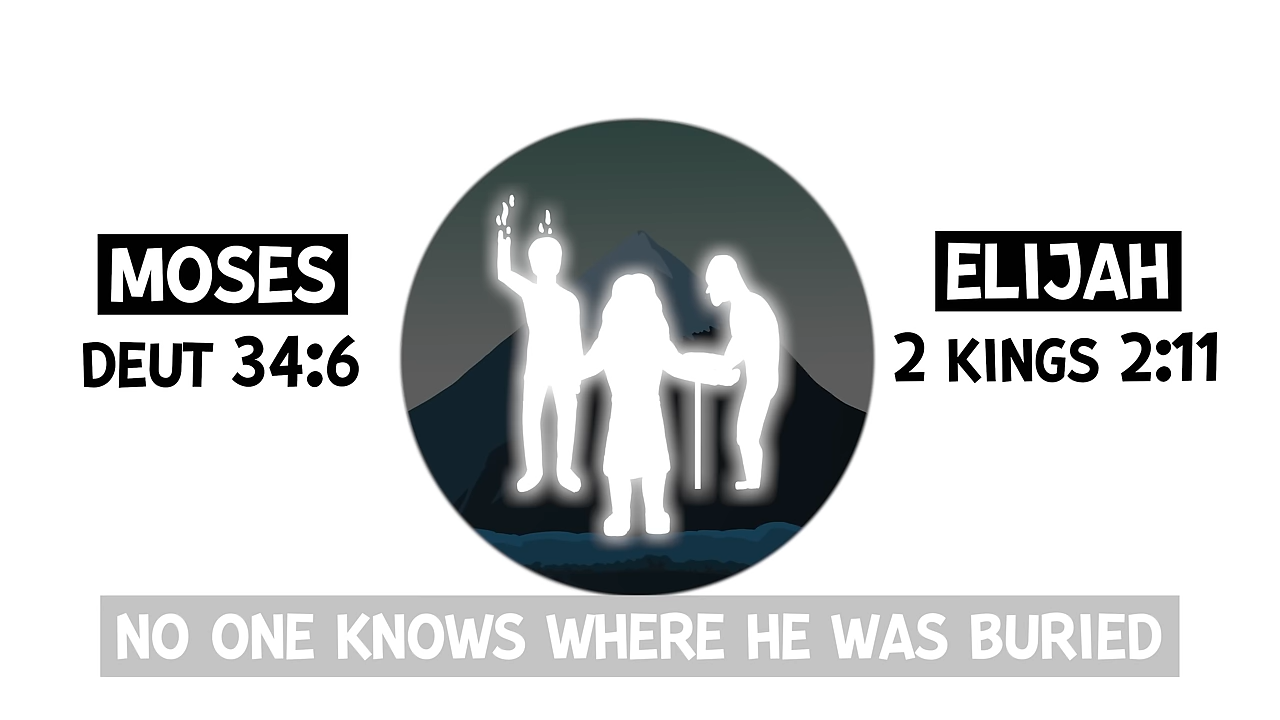 MOSES
DEUT 34:6
ELIJAH
2 KINGS 2:11
NO ONE KNOWS WHERE HE WAS BURIED